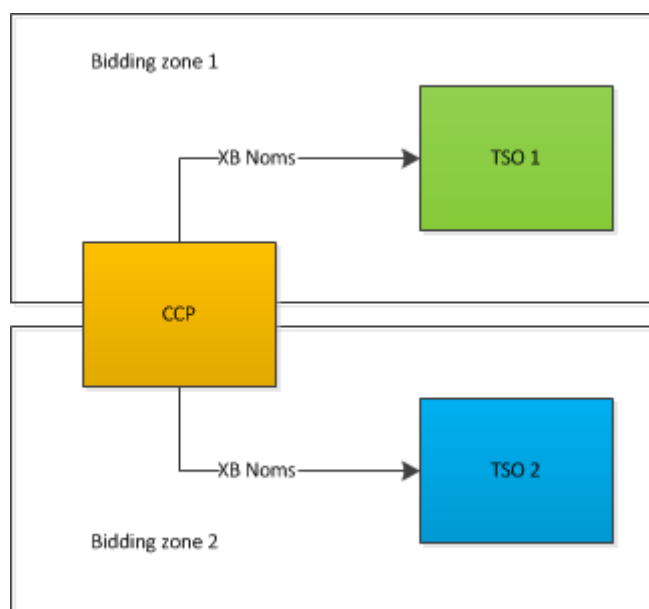 Bidding zone 1
XB Noms
TSO 1
CCP
XB Noms
TSO 2
Bidding zone 2